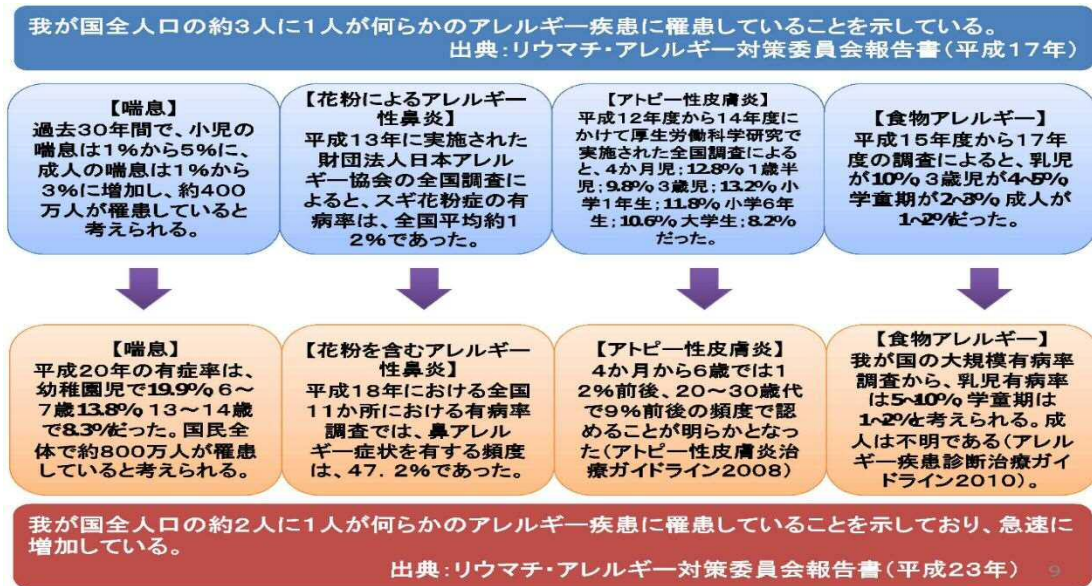 我が国全人口の約3人に1人が何らかのアレルギー疾患に罹患していることを示している。
出典：リウマチ・アレルギー対策委員会報告書（平成17年）
【喘息】
過去30年間で、小児の
喘息は1%から5%に、
成人の喘息は1%から
3%に増加し、約400
万人が罹患していると
考えられる。
【花粉によるアレルギー
性鼻炎】
平成13年に実施された
財団法人日本アレル
ギー協会の全国調査に
よると、スギ花粉症の有
病率は、全国平均約1
2%であった。
【アトピー性皮膚炎】
平成12年度から14年度に
かけて厚生労働科学研究で
実施された全国調査による
と、4か月児；12.8%、1歳半
児；9.8%、3歳児；13.2%、小
学1年生；11.8%、小学6年
生；10.6%、大学生；8.2%
だった。
【食物アレルギー】
平成15年度から17年
度の調査によると、乳児
が10%、3歳児が4~5%、
学童期が2~3%、成人が
1~2%だった。
【喘息】
平成20年の有症率は、
幼稚園児で19.9%、6～
7歳13.8%、13～14歳
で8.3%だった。国民全
体で約800万人が罹患
していると考えられる。
【花粉を含むアレルギー
性鼻炎】
平成18年における全国
11か所における有病率
調査では、鼻アレル
ギー症状を有する頻度
は、47．2%であった。
【アトピー性皮膚炎】
4か月から6歳では1
2%前後、20～30歳代
で9%前後の頻度で認
めることが明らかとなっ
た（アトピー性皮膚炎治
療ガイドライン2008）
【食物アレルギー】
我が国の大規模有病率
調査から、乳児有病率
は5~10%、学童期は
1~2%と考えられる。成
人は不明である（アレル
ギー疾患診断治療ガイ
ドライン2010）。
我が国全人口の約2人に1人が何らかのアレルギー疾患に罹患していることを示しており、急速に
増加している。
出典：リウマチ・アレルギー対策委員会報告書（平成23年）
9